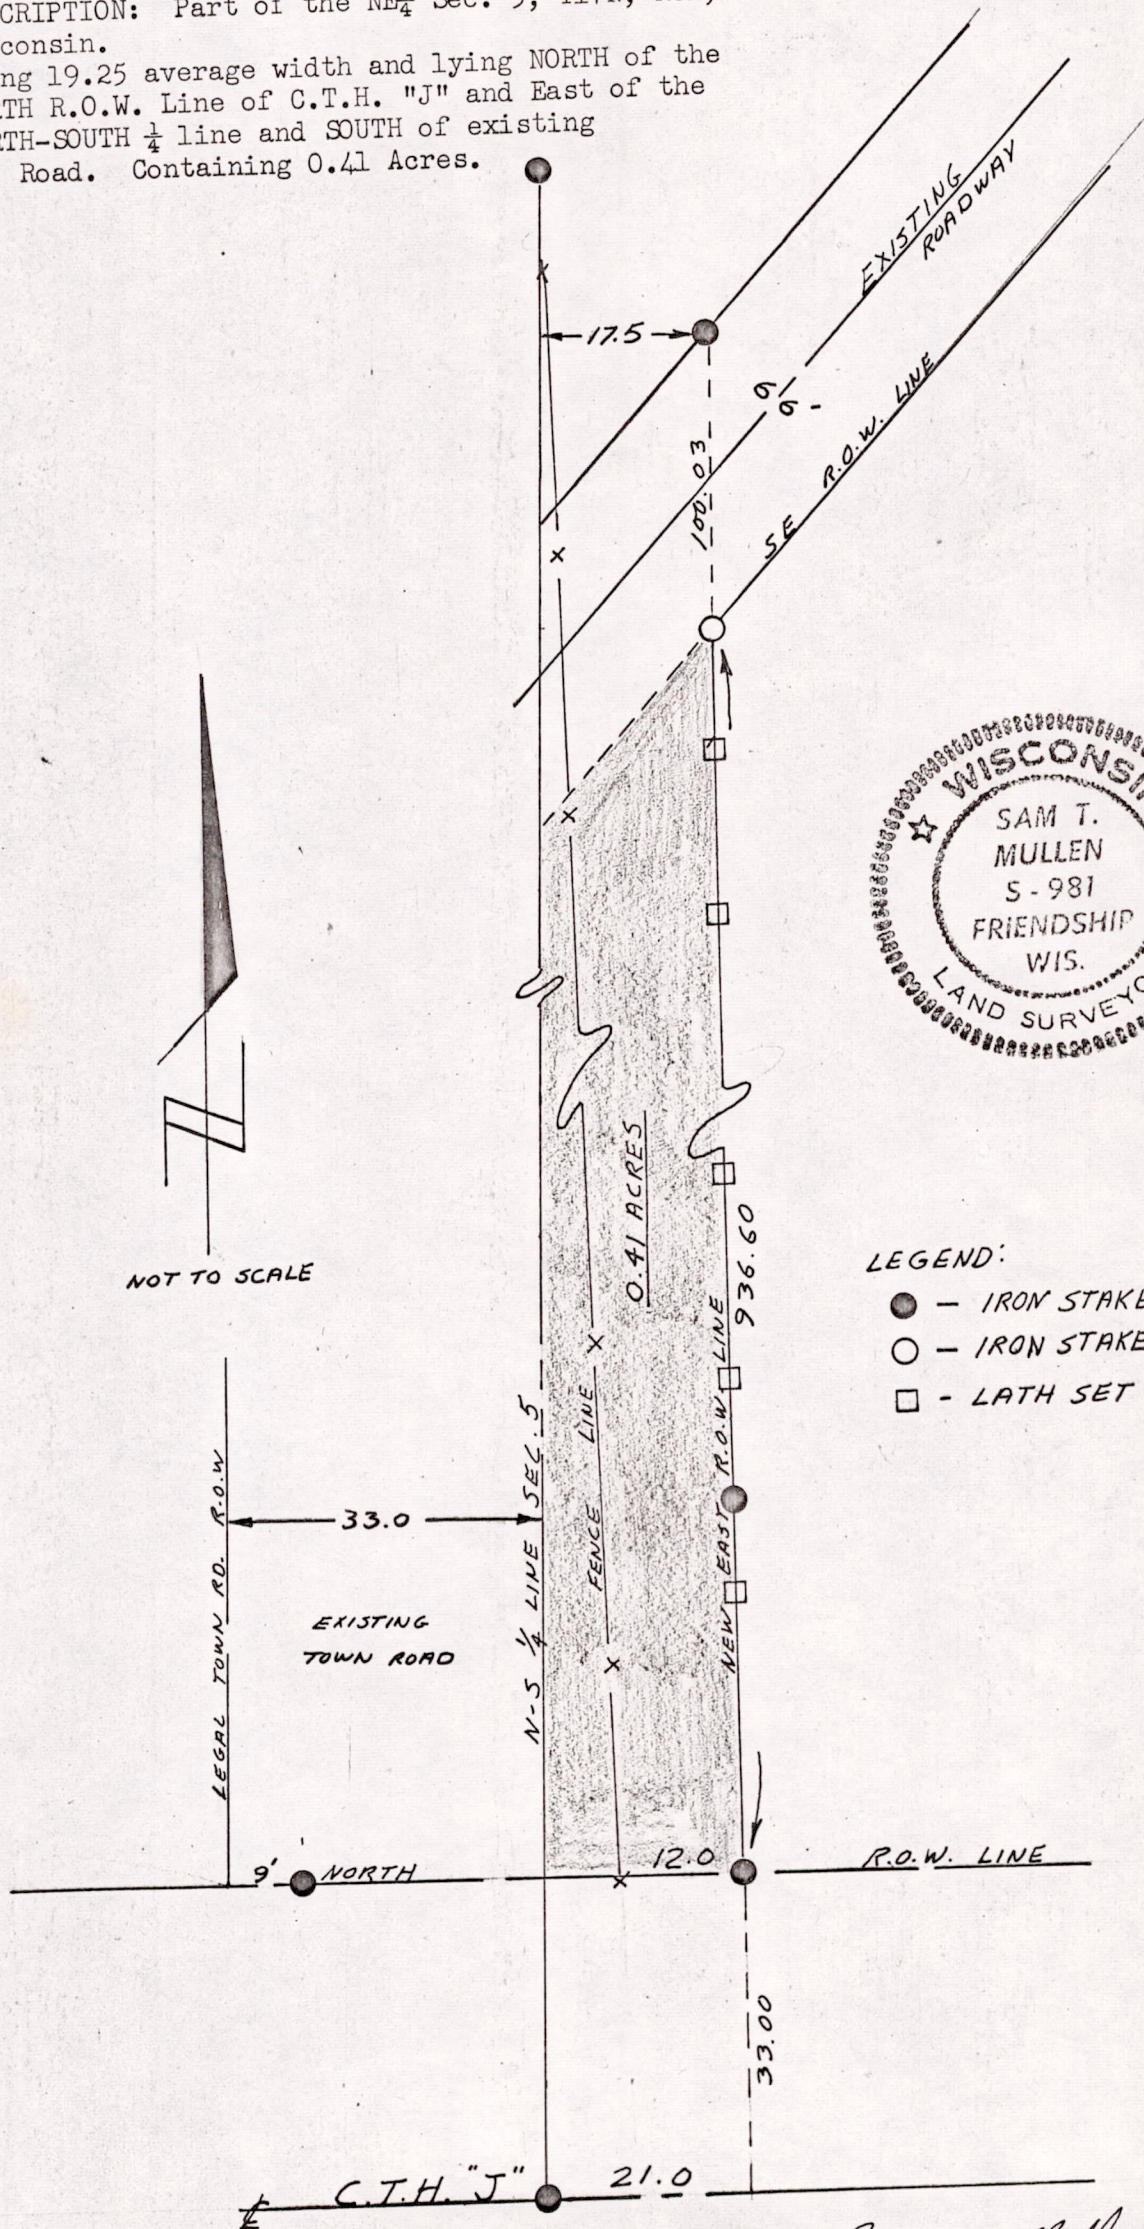 CRIPTION: Part of the NE¼ Sec. 5,
consin.
ng 19.25 average width and lying NORTH of the
TH R.O.W. Line of C.T.H. "J" and East of the
TH-SOUTH ¼ line and SOUTH of existing
Road. Containing 0.41 Acres.
EXISTING
ROADWAY
17.5
66'
100.03
SE R.O.W. LINE
WISCONSIN
SAM T.
MULLEN
S-981
FRIENDSHIP
WIS.
LAND SURVEYO
N
NOT TO SCALE
0.41 ACRES
936.60
NEW EAST R.O.W. LINE
FENCE LINE
N-S ¼ LINE SEC. 5
LEGEND:
● - IRON STAKE
○ - IRON STAKE
□ - LATH SET
LEGAL TOWN RD. R.O.W
33.0
EXISTING
TOWN ROAD
9' NORTH 12.0 R.O.W. LINE
33.00
C.T.H. "J" 21.0